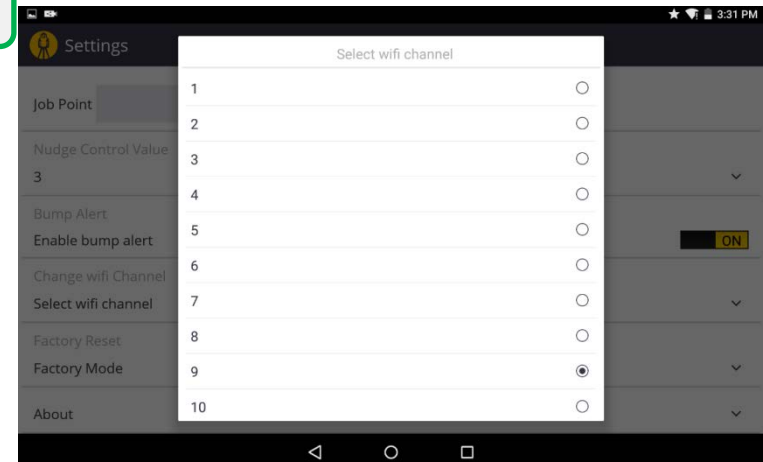 3:31 PM
Settings
Select wifi channel
Job Point
Nudge Control Value
3
Bump Alert
Enable bump alert
ON
Change wifi Channel
Select wifi channel
Factory Reset
Factory Mode
About
1
2
3
4
5
6
7
8
9
10